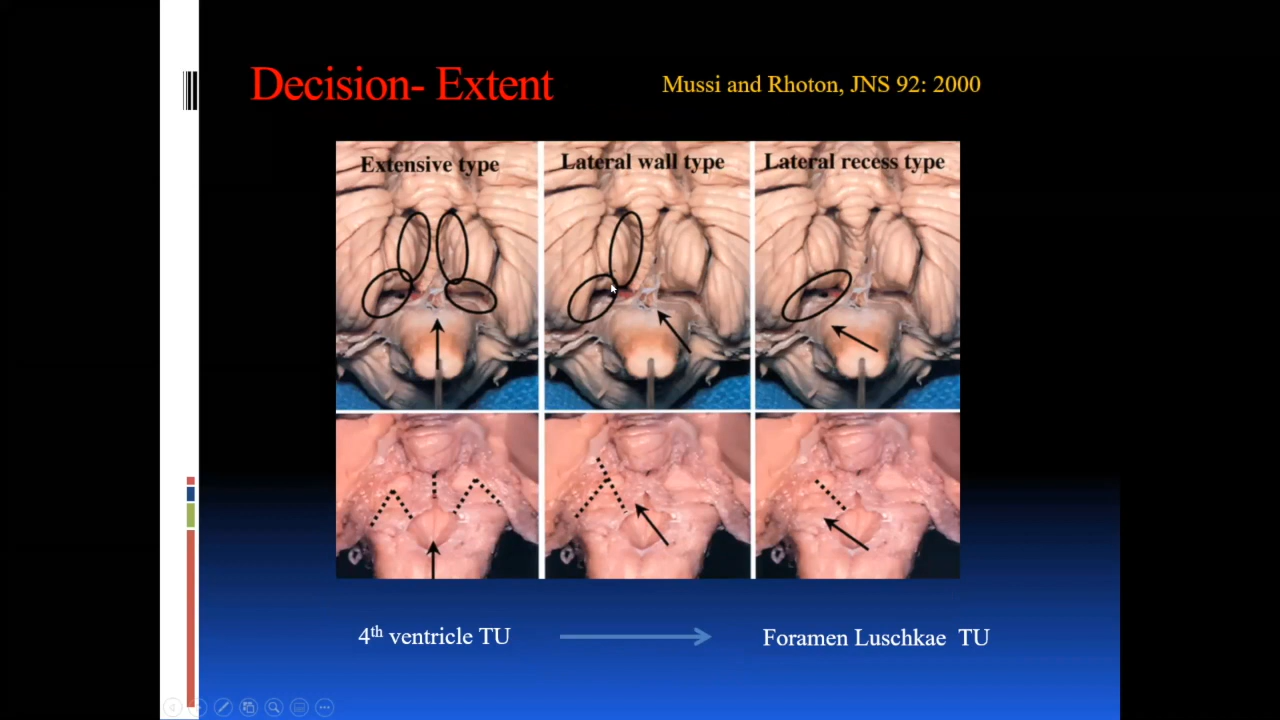 Decision- Extent
Mussi and Rhoton, JNS 92: 2000
Extensive type
Lateral wall type
Lateral recess type
4th ventricle TU
Foramen Luschkae TU